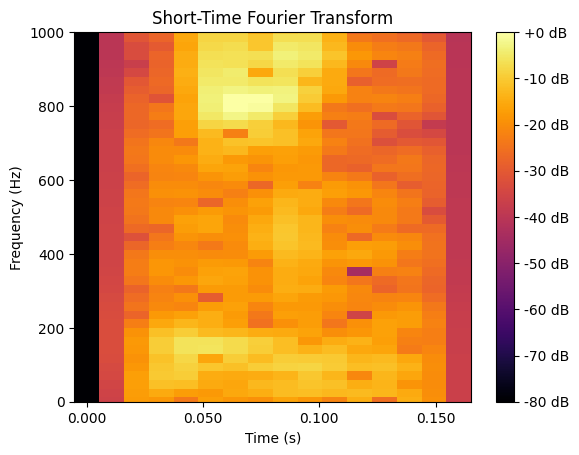 Short-Time Fourier Transform
1000
800
600
400
200
0
Frequency (Hz)
0.000
0.050
0.100
0.150
Time (s)
+0 dB
-10 dB
-20 dB
-30 dB
-40 dB
-50 dB
-60 dB
-70 dB
-80 dB